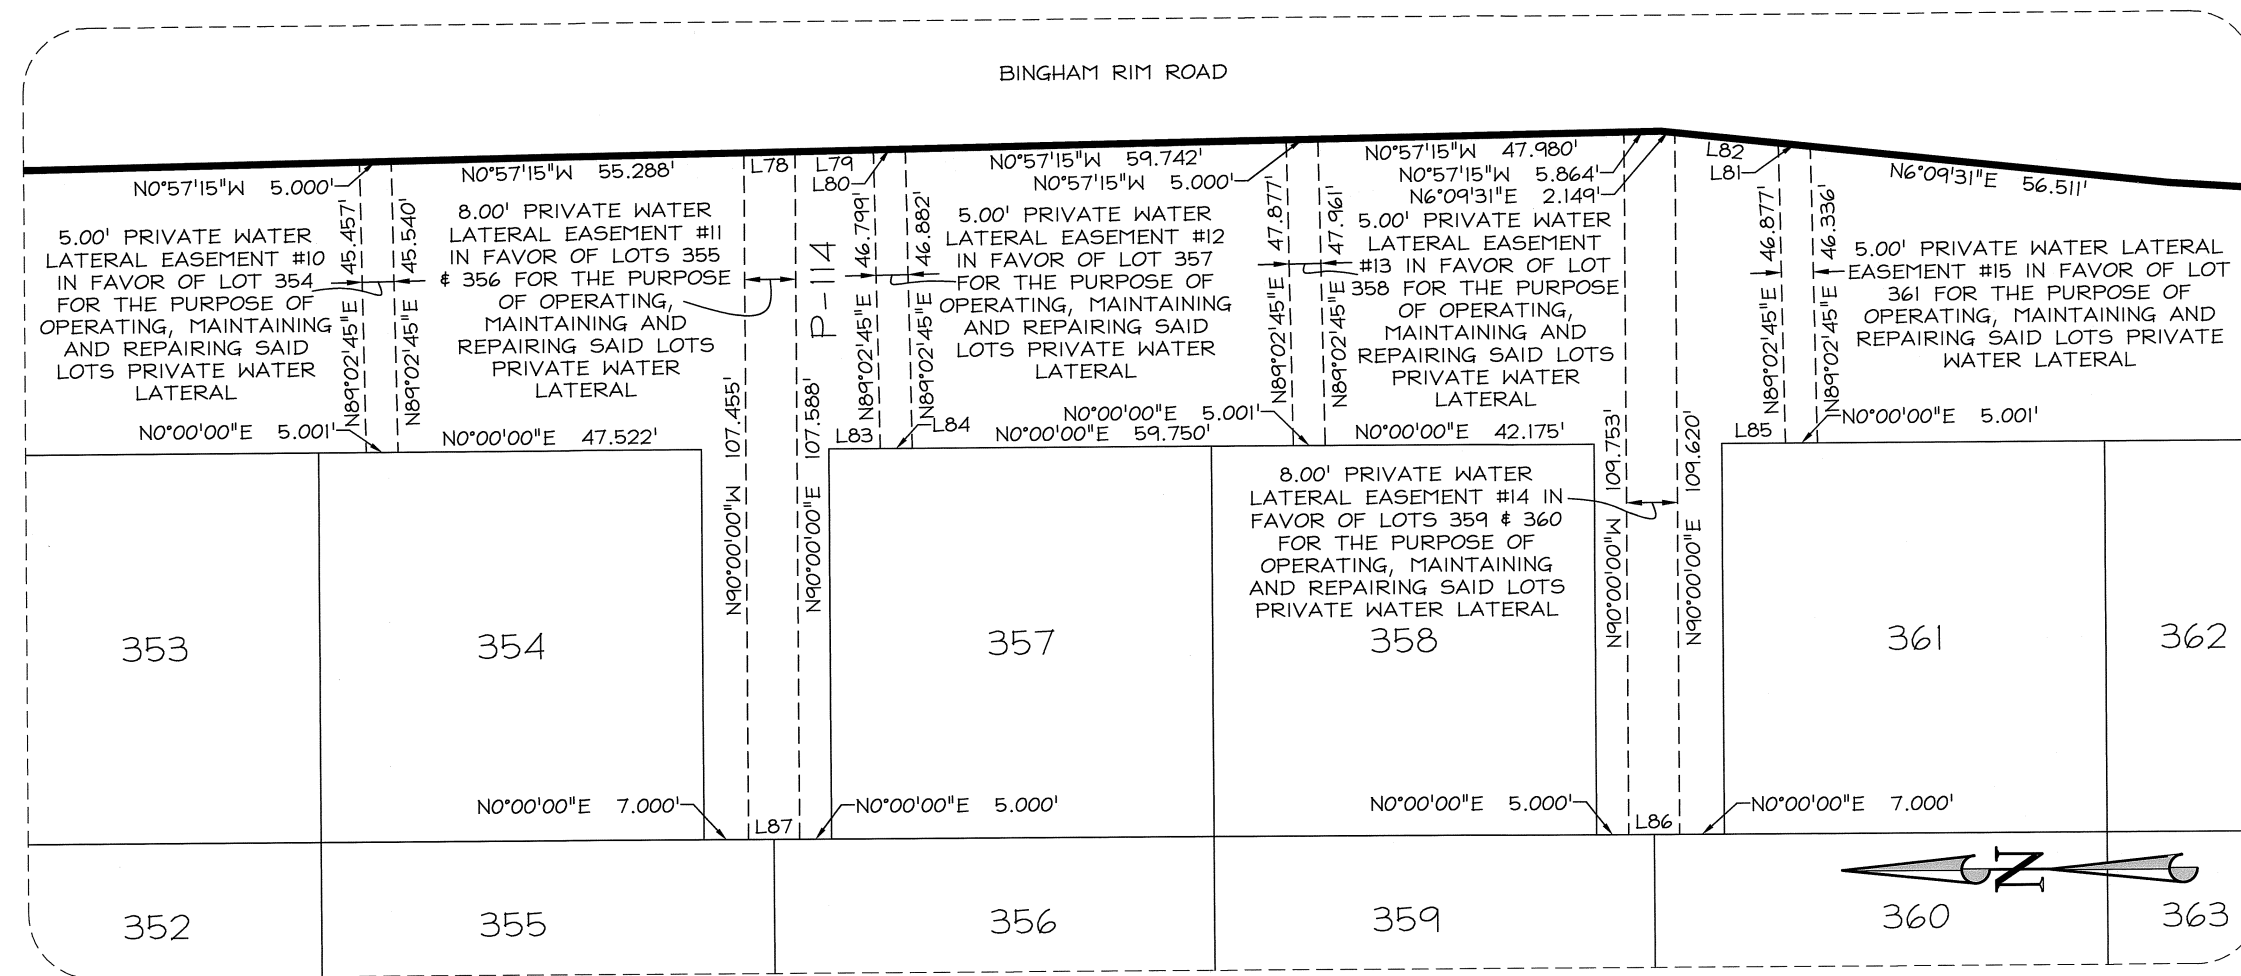 BINGHAM RIM ROAD
N0°57'15"W 5.000'
N0°57'15"W 55.288'
L78
L79
L80
N0°57'15"W 59.742'
N0°57'15"W 5.000'
N0°57'15"W 47.980'
N0°57'15"W 5.864'
N6°09'31"E 2.149'
L82
L81
N6°09'31"E 56.511'
5.00' PRIVATE WATER
LATERAL EASEMENT #10
IN FAVOR OF LOT 354
FOR THE PURPOSE OF
OPERATING, MAINTAINING
AND REPAIRING SAID
LOTS PRIVATE WATER
LATERAL
N89°02'45"E 45.457'
N89°02'45"E 45.540'
8.00' PRIVATE WATER
LATERAL EASEMENT #11
IN FAVOR OF LOTS 355
& 356 FOR THE PURPOSE
OF OPERATING,
MAINTAINING AND
REPAIRING SAID LOTS
PRIVATE WATER
LATERAL
N90°00'00"W 107.455'
N90°00'00"E 107.588'
P-114
N89°02'45"E 46.799'
N89°02'45"E 46.882'
5.00' PRIVATE WATER
LATERAL EASEMENT #12
IN FAVOR OF LOT 357
FOR THE PURPOSE OF
OPERATING, MAINTAINING
AND REPAIRING SAID
LOTS PRIVATE WATER
LATERAL
N89°02'45"E 47.877'
N89°02'45"E 47.961'
5.00' PRIVATE WATER
LATERAL EASEMENT
#13 IN FAVOR OF LOT
358 FOR THE PURPOSE
OF OPERATING,
MAINTAINING AND
REPAIRING SAID LOTS
PRIVATE WATER
LATERAL
N90°00'00"W 109.753'
N90°00'00"E 109.620'
N89°02'45"E 46.877'
N89°02'45"E 46.336'
5.00' PRIVATE WATER LATERAL
EASEMENT #15 IN FAVOR OF LOT
361 FOR THE PURPOSE OF
OPERATING, MAINTAINING AND
REPAIRING SAID LOTS PRIVATE
WATER LATERAL
N0°00'00"E 5.001'
N0°00'00"E 47.522'
L83
L84
N0°00'00"E 5.001'
N0°00'00"E 59.750'
N0°00'00"E 42.175'
L85
N0°00'00"E 5.001'
8.00' PRIVATE WATER
LATERAL EASEMENT #14 IN
FAVOR OF LOTS 359 & 360
FOR THE PURPOSE OF
OPERATING, MAINTAINING
AND REPAIRING SAID LOTS
PRIVATE WATER LATERAL
353
354
357
358
361
362
N0°00'00"E 7.000'
L87
N0°00'00"E 5.000'
N0°00'00"E 5.000'
L86
N0°00'00"E 7.000'
N
352
355
356
359
360
363